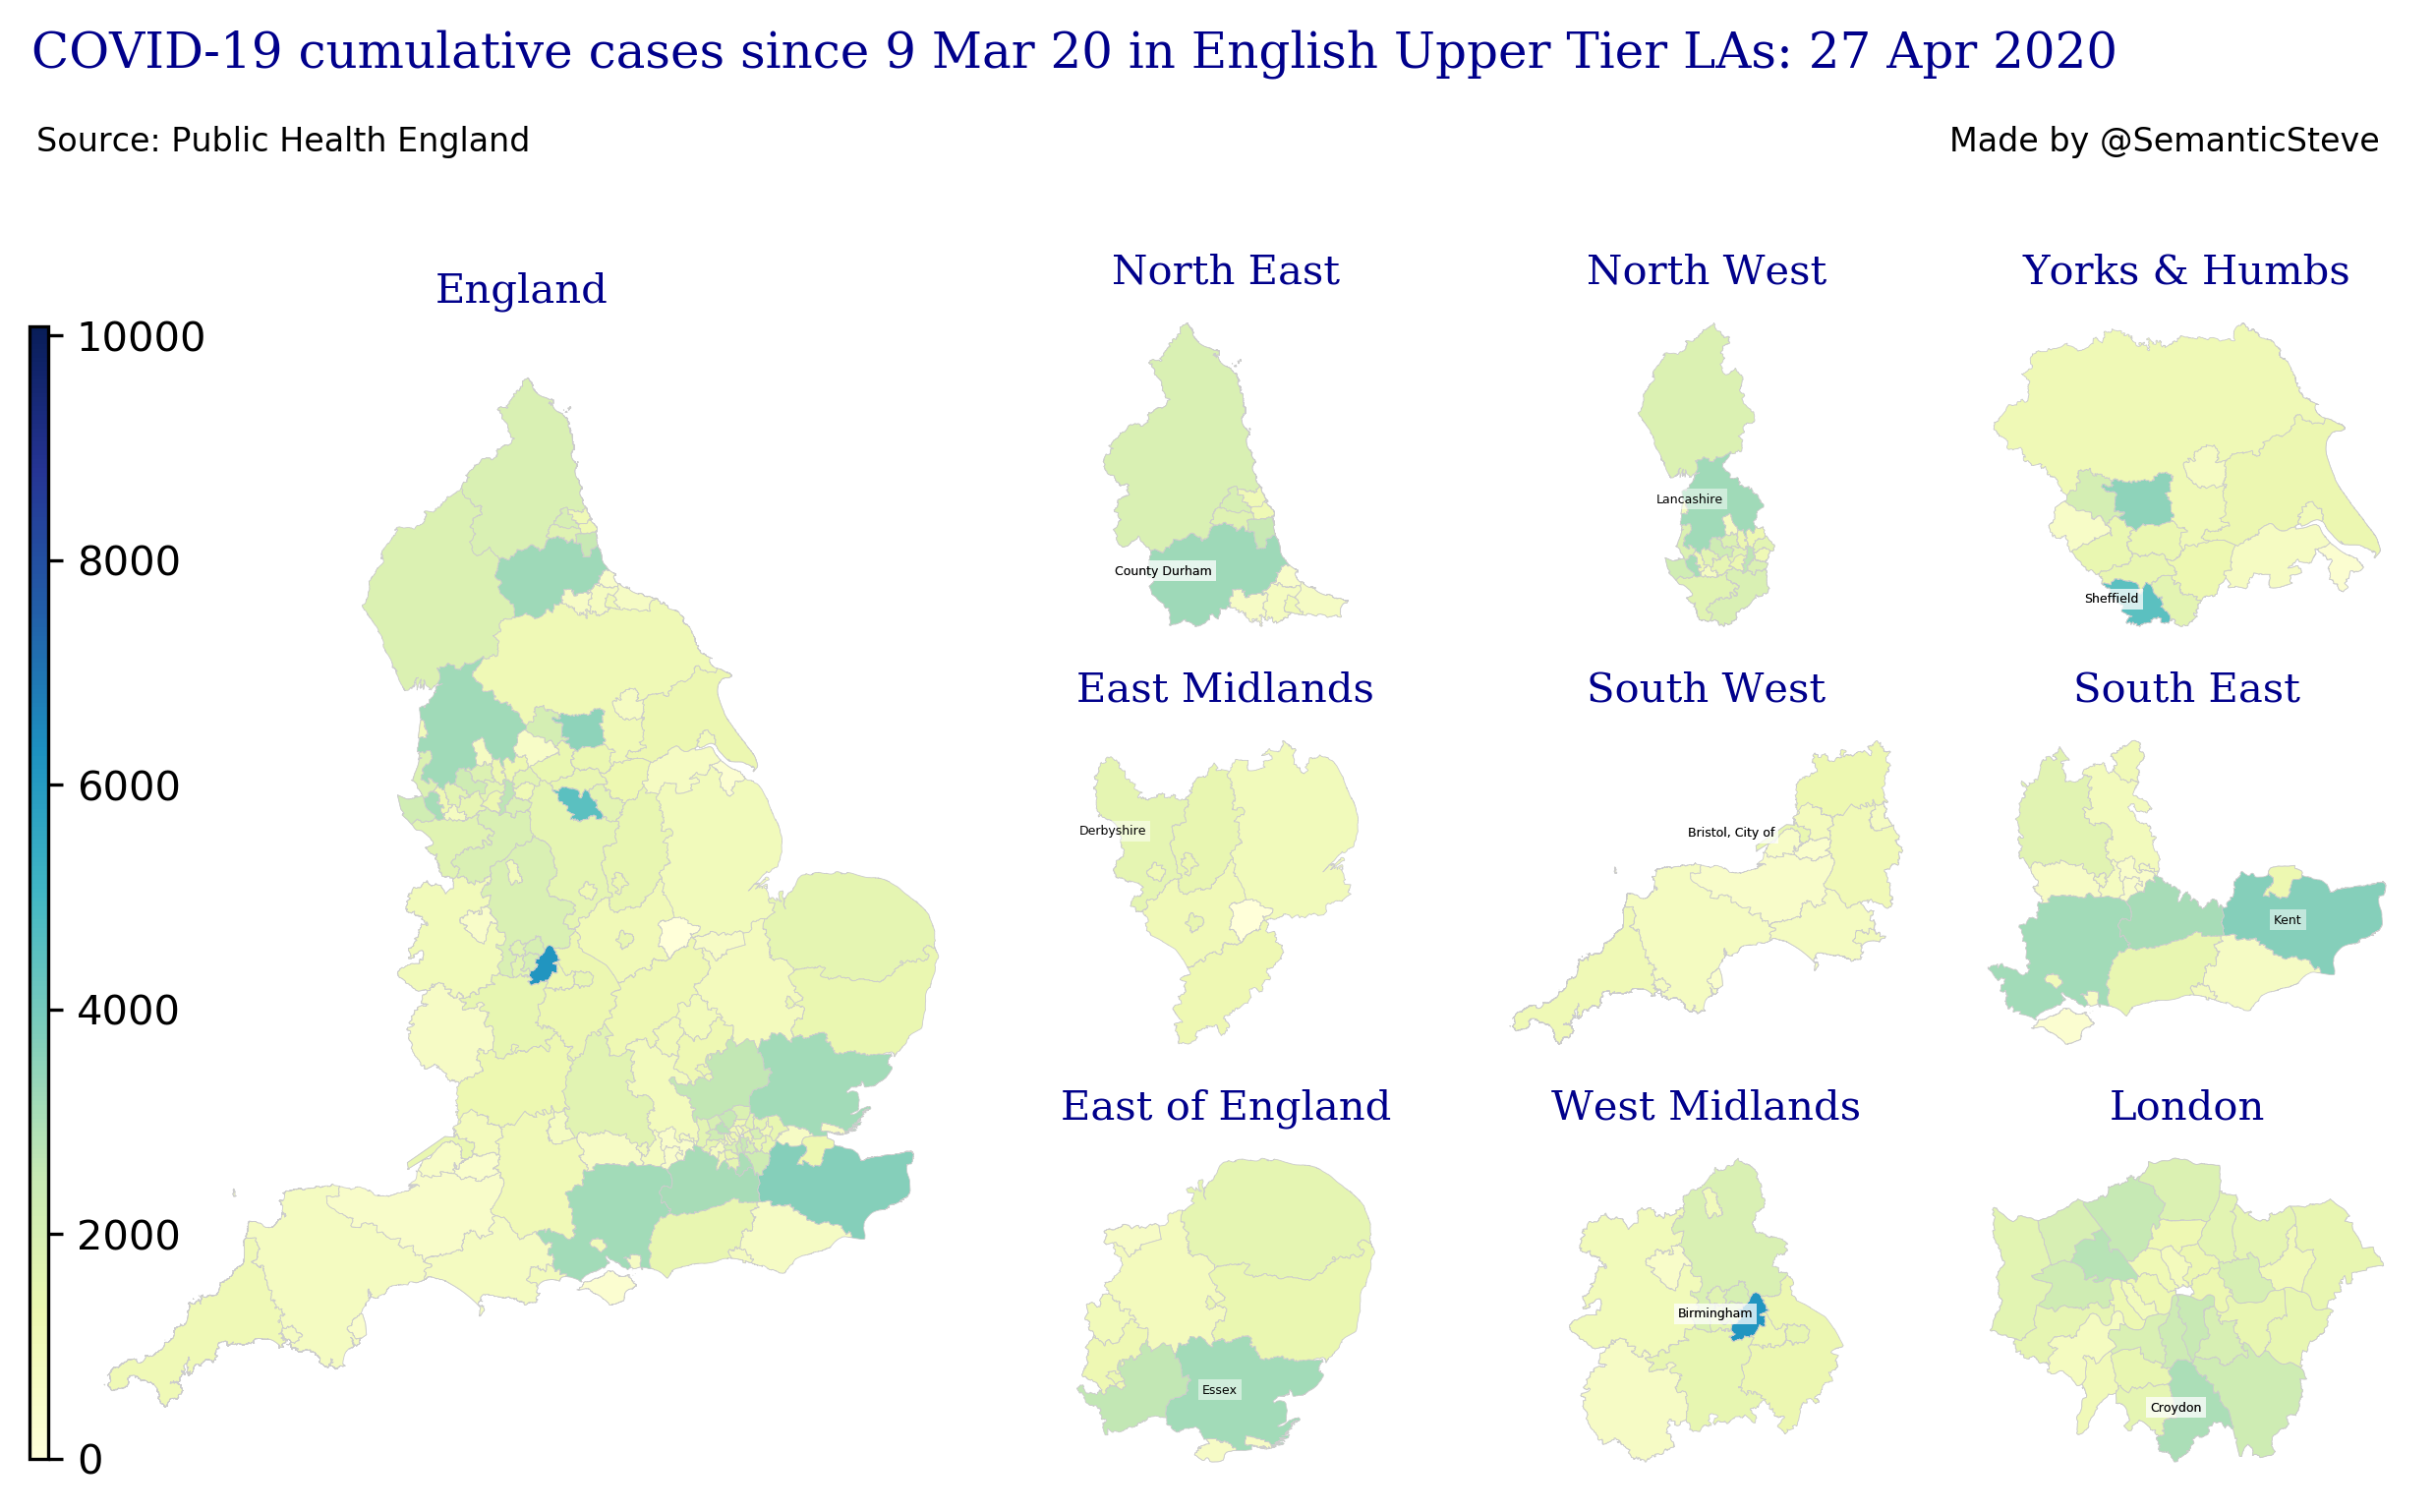 COVID-19 cumulative cases since 9 Mar 20 in English Upper Tier LAs: 27 Apr 2020
Source: Public Health England
Made by @SemanticSteve
England
10000
8000
6000
4000
2000
0
North East
County Durham
North West
Lancashire
Yorks & Humbs
Sheffield
East Midlands
Derbyshire
South West
Bristol, City of
South East
Kent
East of England
Essex
West Midlands
Birmingham
London
Croydon